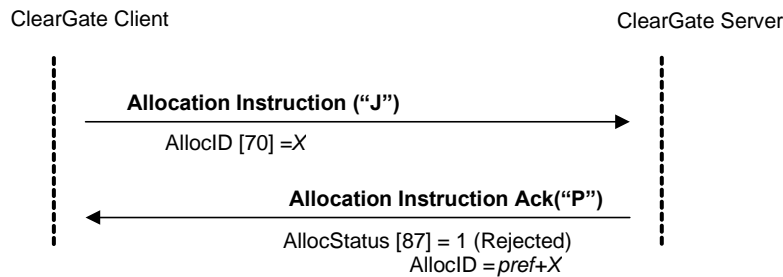 ClearGate Client
ClearGate Server
Allocation Instruction (“J”)
AllocID [70] =X
Allocation Instruction Ack(“P”)
AllocStatus [87] = 1 (Rejected)
AllocID =pref+X